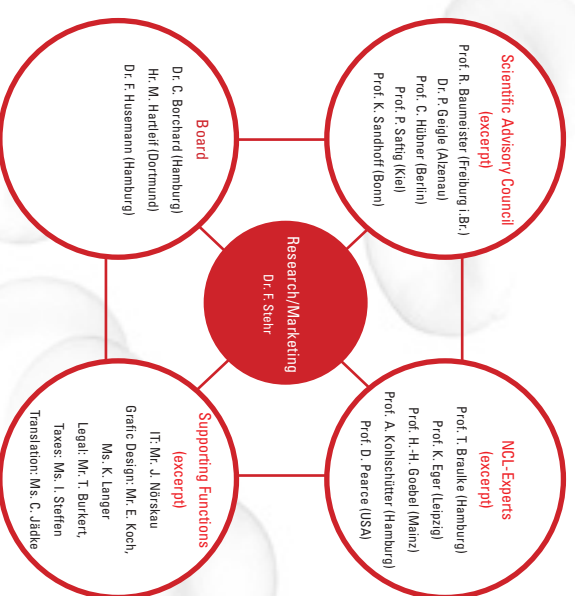 Scientific Advisory Council
(excerpt)
Prof. R. Baumeister (Freiburg i.Br.)
Dr. P. Geigle (Alzenau)
Prof. C. Hübner (Berlin)
Prof. P. Saftig (Kiel)
Prof. K. Sandhoff (Bonn)
NCL-Experts
(excerpt)
Prof. T. Braulke (Hamburg)
Prof. K. Eger (Leipzig)
Prof. H.-H. Goebel (Mainz)
Prof. A. Kohlschütter (Hamburg)
Prof. D. Pearce (USA)
Research/Marketing
Dr. F. Stehr
Board
Dr. C. Borchard (Hamburg)
Hr. M. Hartleif (Dortmund)
Dr. F. Husemann (Hamburg)
Supporting Functions
(excerpt)
IT: Mr. J. Nörskau
Grafic Design: Mr. E. Koch,
Ms. K. Langer
Legal: Mr. T. Burkert,
Taxes: Ms. I. Steffen
Translation: Ms. C. Jädke